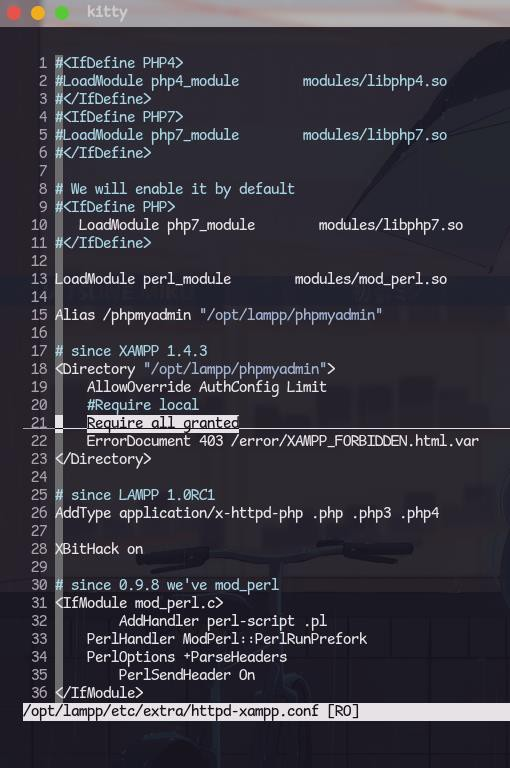 kitty
1 #<IfDefine PHP4>
2 #LoadModule php4_module        modules/libphp4.so
3 #</IfDefine>
4 #<IfDefine PHP7>
5 #LoadModule php7_module        modules/libphp7.so
6 #</IfDefine>
7
8 # We will enable it by default
9 #<IfDefine PHP>
10    LoadModule php7_module        modules/libphp7.so
11 #</IfDefine>
12
13 LoadModule perl_module        modules/mod_perl.so
14
15 Alias /phpmyadmin "/opt/lampp/phpmyadmin"
16
17 # since XAMPP 1.4.3
18 <Directory "/opt/lampp/phpmyadmin">
19     AllowOverride AuthConfig Limit
20     #Require local
21     Require all granted
22     ErrorDocument 403 /error/XAMPP_FORBIDDEN.html.var
23 </Directory>
24
25 # since LAMPP 1.0RC1
26 AddType application/x-httpd-php .php .php3 .php4
27
28 XBitHack on
29
30 # since 0.9.8 we've mod_perl
31 <IfModule mod_perl.c>
32         AddHandler perl-script .pl
33     PerlHandler ModPerl::PerlRunPrefork
34     PerlOptions +ParseHeaders
35         PerlSendHeader On
36 </IfModule>
/opt/lampp/etc/extra/httpd-xampp.conf [RO]